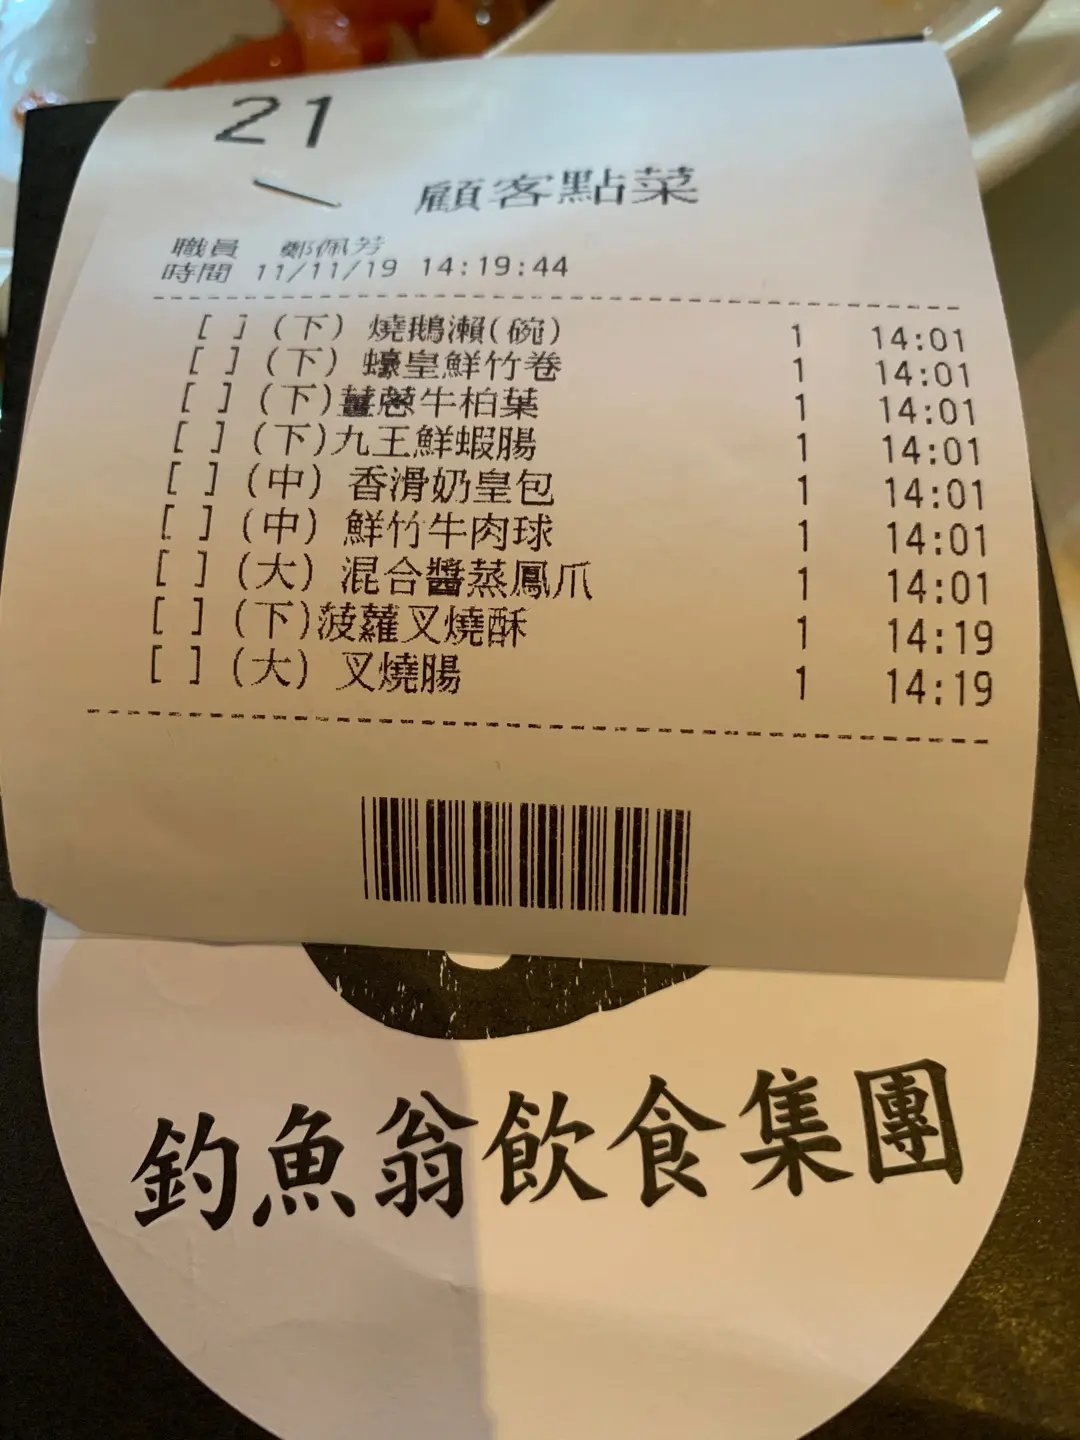 21
顧客點菜
職員 鄭佩芳
時間 11/11/19 14:19:44
[ ] (下) 燒鵝瀨(碗) 1 14:01
[ ] (下) 蠔皇鮮竹卷 1 14:01
[ ] (下)薑蔥牛柏葉 1 14:01
[ ] (下)九王鮮蝦腸 1 14:01
[ ] (中) 香滑奶皇包 1 14:01
[ ] (中) 鮮竹牛肉球 1 14:01
[ ] (大) 混合醬蒸鳳爪 1 14:01
[ ] (下)菠蘿叉燒酥 1 14:19
[ ] (大) 叉燒腸 1 14:19
釣魚翁飲食集團